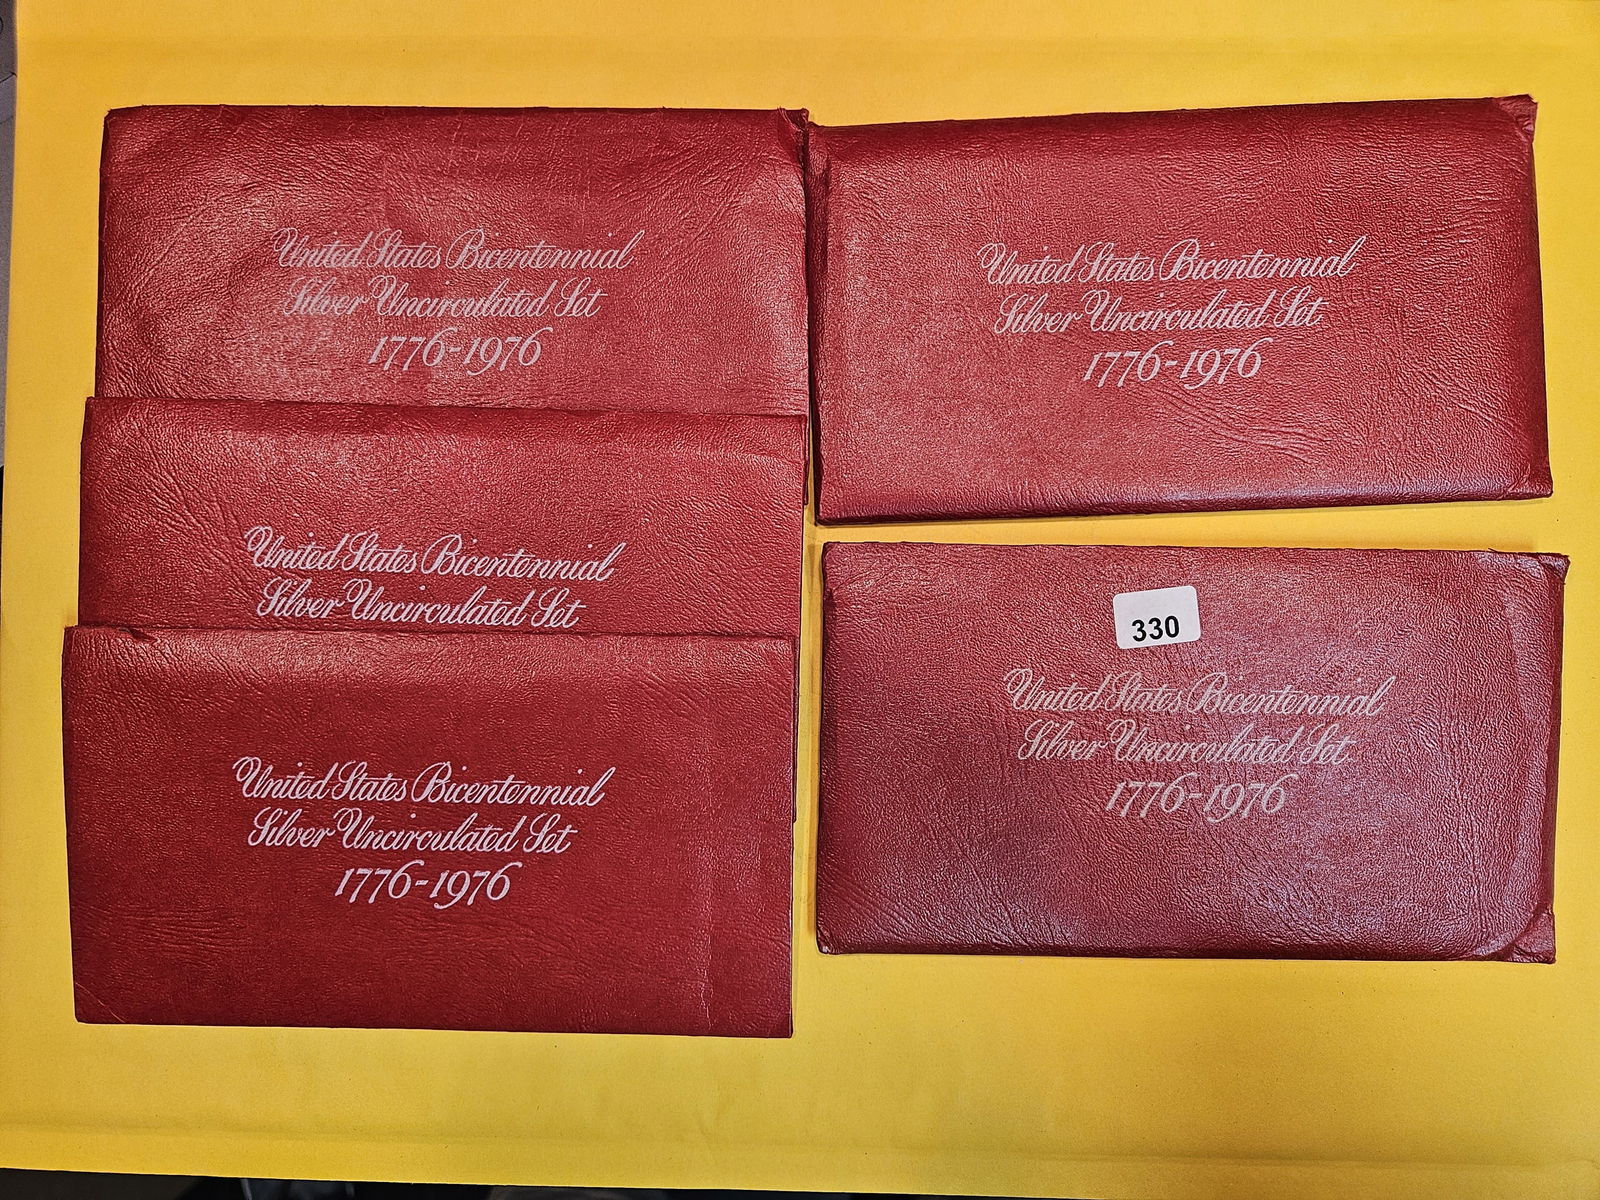 United States Bicentennial
Silver Uncirculated Set
1776-1976
United States Bicentennial
Silver Uncirculated Set
United States Bicentennial
Silver Uncirculated Set
1776-1976
United States Bicentennial
Silver Uncirculated Set
1776-1976
330
United States Bicentennial
Silver Uncirculated Set
1776-1976